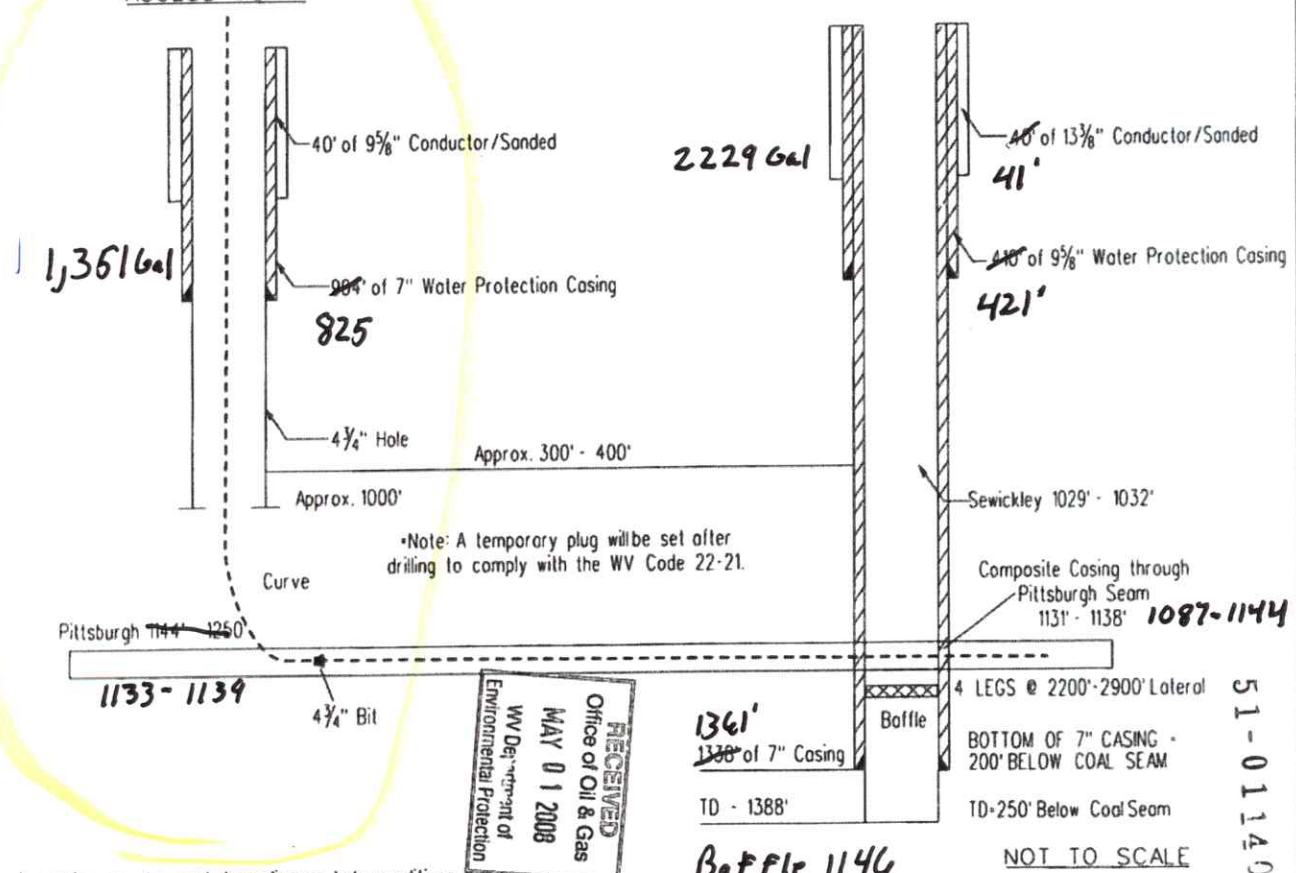 40' of 9⅝" Conductor/Sanded
1,361 Gal
984' of 7" Water Protection Casing
825
4¾" Hole
Approx. 300' - 400'
Approx. 1000'
•Note: A temporary plug will be set after
drilling to comply with the WV Code 22-21.
Curve
Pittsburgh 1144' - 1250'
1133 - 1139
4¾" Bit
2229 Gal
40' of 13⅜" Conductor/Sanded
41'
410' of 9⅝" Water Protection Casing
421'
Sewickley 1029' - 1032'
Composite Casing through
Pittsburgh Seam
1131' - 1138' 1087-1144
4 LEGS @ 2200'-2900' Lateral
Baffle
1361'
1338' of 7" Casing
BOTTOM OF 7" CASING -
200' BELOW COAL SEAM
TD - 1388'
TD=250' Below Coal Seam
Baffle 1146
NOT TO SCALE
RECEIVED
Office of Oil & Gas
MAY 01 2008
WV Department of
Environmental Protection
51-01140